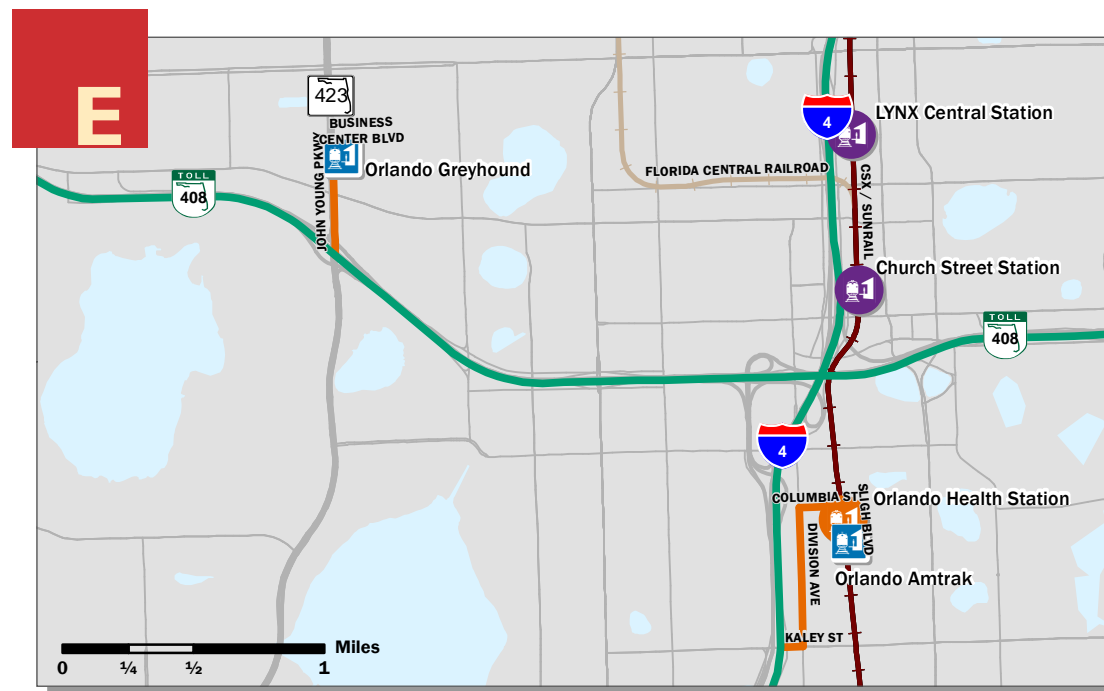 E
423
BUSINESS
CENTER BLVD
JOHN YOUNG PKWY
Orlando Greyhound
TOLL
408
4
LYNX Central Station
FLORIDA CENTRAL RAILROAD
CSX / SUNRAIL
Church Street Station
TOLL
408
4
COLUMBIA ST
SLIGH BLVD
Orlando Health Station
DIVISION AVE
Orlando Amtrak
KALEY ST
Miles
0 ¼ ½ 1